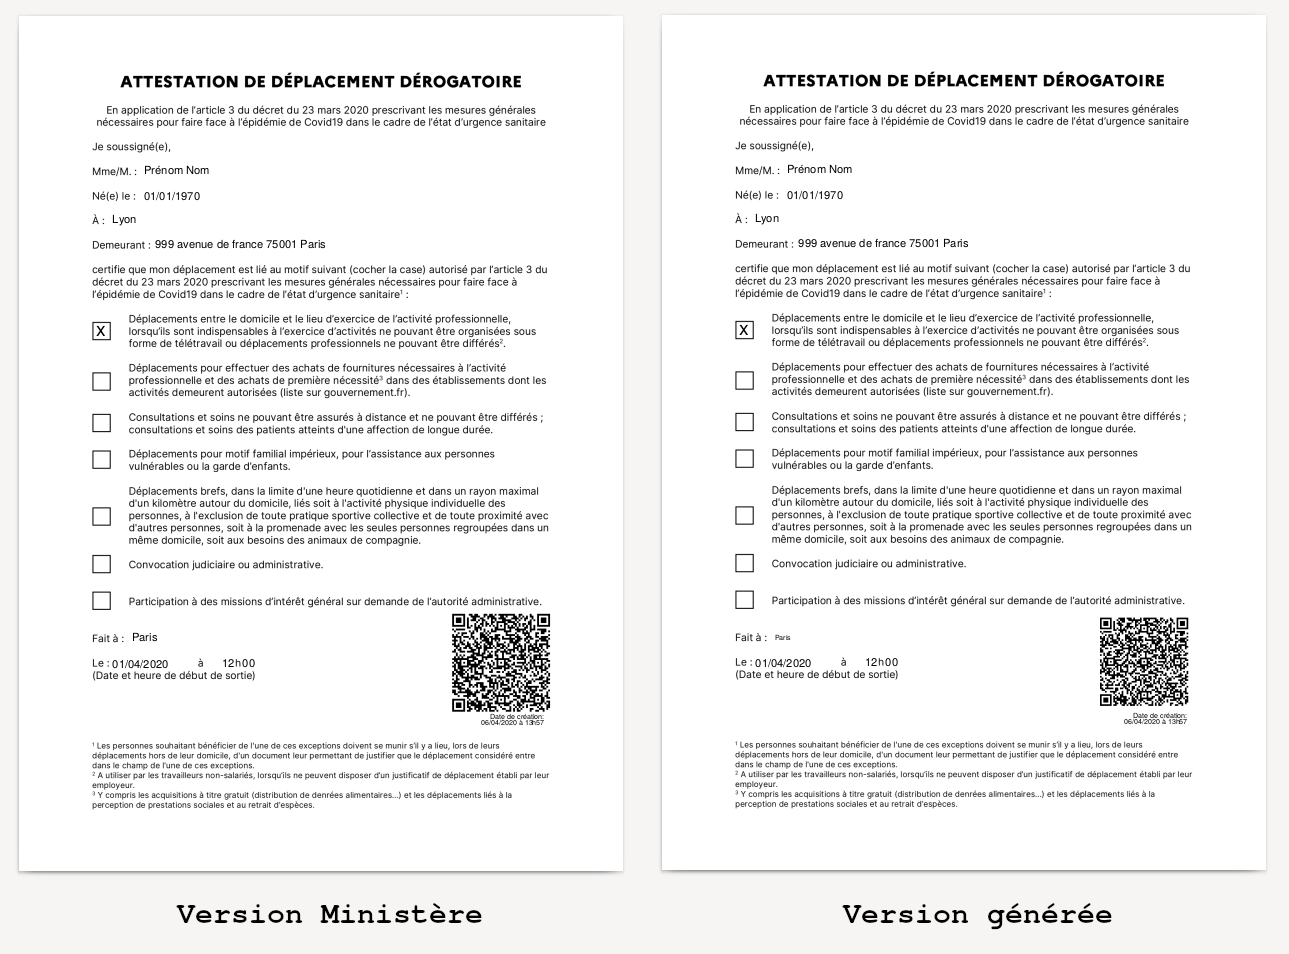 ATTESTATION DE DÉPLACEMENT DÉROGATOIRE
En application de l'article 3 du décret du 23 mars 2020 prescrivant les mesures générales
nécessaires pour faire face à l'épidémie de Covid19 dans le cadre de l'état d'urgence sanitaire
Je soussigné(e),
Mme/M. : Prénom Nom
Né(e) le : 01/01/1970
À : Lyon
Demeurant : 999 avenue de france 75001 Paris
certifie que mon déplacement est lié au motif suivant (cocher la case) autorisé par l'article 3 du
décret du 23 mars 2020 prescrivant les mesures générales nécessaires pour faire face à
l'épidémie de Covid19 dans le cadre de l'état d'urgence sanitaire¹ :
Déplacements entre le domicile et le lieu d'exercice de l'activité professionnelle,
X lorsqu'ils sont indispensables à l'exercice d'activités ne pouvant être organisées sous
forme de télétravail ou déplacements professionnels ne pouvant être différés².
Déplacements pour effectuer des achats de fournitures nécessaires à l'activité
professionnelle et des achats de première nécessité³ dans des établissements dont les
activités demeurent autorisées (liste sur gouvernement.fr).
Consultations et soins ne pouvant être assurés à distance et ne pouvant être différés ;
consultations et soins des patients atteints d'une affection de longue durée.
Déplacements pour motif familial impérieux, pour l'assistance aux personnes
vulnérables ou la garde d'enfants.
Déplacements brefs, dans la limite d'une heure quotidienne et dans un rayon maximal
d'un kilomètre autour du domicile, liés soit à l'activité physique individuelle des
personnes, à l'exclusion de toute pratique sportive collective et de toute proximité avec
d'autres personnes, soit à la promenade avec les seules personnes regroupées dans un
même domicile, soit aux besoins des animaux de compagnie.
Convocation judiciaire ou administrative.
Participation à des missions d'intérêt général sur demande de l'autorité administrative.
Fait à : Paris
Le : 01/04/2020 à 12h00
(Date et heure de début de sortie)
Date de création:
06/04/2020 à 13h57
¹ Les personnes souhaitant bénéficier de l'une de ces exceptions doivent se munir s'il y a lieu, lors de leurs
déplacements hors de leur domicile, d'un document leur permettant de justifier que le déplacement considéré entre
dans le champ de l'une de ces exceptions.
² A utiliser par les travailleurs non-salariés, lorsqu'ils ne peuvent disposer d'un justificatif de déplacement établi par leur
employeur.
³ Y compris les acquisitions à titre gratuit (distribution de denrées alimentaires...) et les déplacements liés à la
perception de prestations sociales et au retrait d'espèces.
Version Ministère
ATTESTATION DE DÉPLACEMENT DÉROGATOIRE
En application de l'article 3 du décret du 23 mars 2020 prescrivant les mesures générales
nécessaires pour faire face à l'épidémie de Covid19 dans le cadre de l'état d'urgence sanitaire
Je soussigné(e),
Mme/M. : Prénom Nom
Né(e) le : 01/01/1970
À : Lyon
Demeurant : 999 avenue de france 75001 Paris
certifie que mon déplacement est lié au motif suivant (cocher la case) autorisé par l'article 3 du
décret du 23 mars 2020 prescrivant les mesures générales nécessaires pour faire face à
l'épidémie de Covid19 dans le cadre de l'état d'urgence sanitaire¹ :
Déplacements entre le domicile et le lieu d'exercice de l'activité professionnelle,
X lorsqu'ils sont indispensables à l'exercice d'activités ne pouvant être organisées sous
forme de télétravail ou déplacements professionnels ne pouvant être différés².
Déplacements pour effectuer des achats de fournitures nécessaires à l'activité
professionnelle et des achats de première nécessité³ dans des établissements dont les
activités demeurent autorisées (liste sur gouvernement.fr).
Consultations et soins ne pouvant être assurés à distance et ne pouvant être différés ;
consultations et soins des patients atteints d'une affection de longue durée.
Déplacements pour motif familial impérieux, pour l'assistance aux personnes
vulnérables ou la garde d'enfants.
Déplacements brefs, dans la limite d'une heure quotidienne et dans un rayon maximal
d'un kilomètre autour du domicile, liés soit à l'activité physique individuelle des
personnes, à l'exclusion de toute pratique sportive collective et de toute proximité avec
d'autres personnes, soit à la promenade avec les seules personnes regroupées dans un
même domicile, soit aux besoins des animaux de compagnie.
Convocation judiciaire ou administrative.
Participation à des missions d'intérêt général sur demande de l'autorité administrative.
Fait à : Paris
Le : 01/04/2020 à 12h00
(Date et heure de début de sortie)
Date de création:
06/04/2020 à 13h57
¹ Les personnes souhaitant bénéficier de l'une de ces exceptions doivent se munir s'il y a lieu, lors de leurs
déplacements hors de leur domicile, d'un document leur permettant de justifier que le déplacement considéré entre
dans le champ de l'une de ces exceptions.
² A utiliser par les travailleurs non-salariés, lorsqu'ils ne peuvent disposer d'un justificatif de déplacement établi par leur
employeur.
³ Y compris les acquisitions à titre gratuit (distribution de denrées alimentaires...) et les déplacements liés à la
perception de prestations sociales et au retrait d'espèces.
Version générée